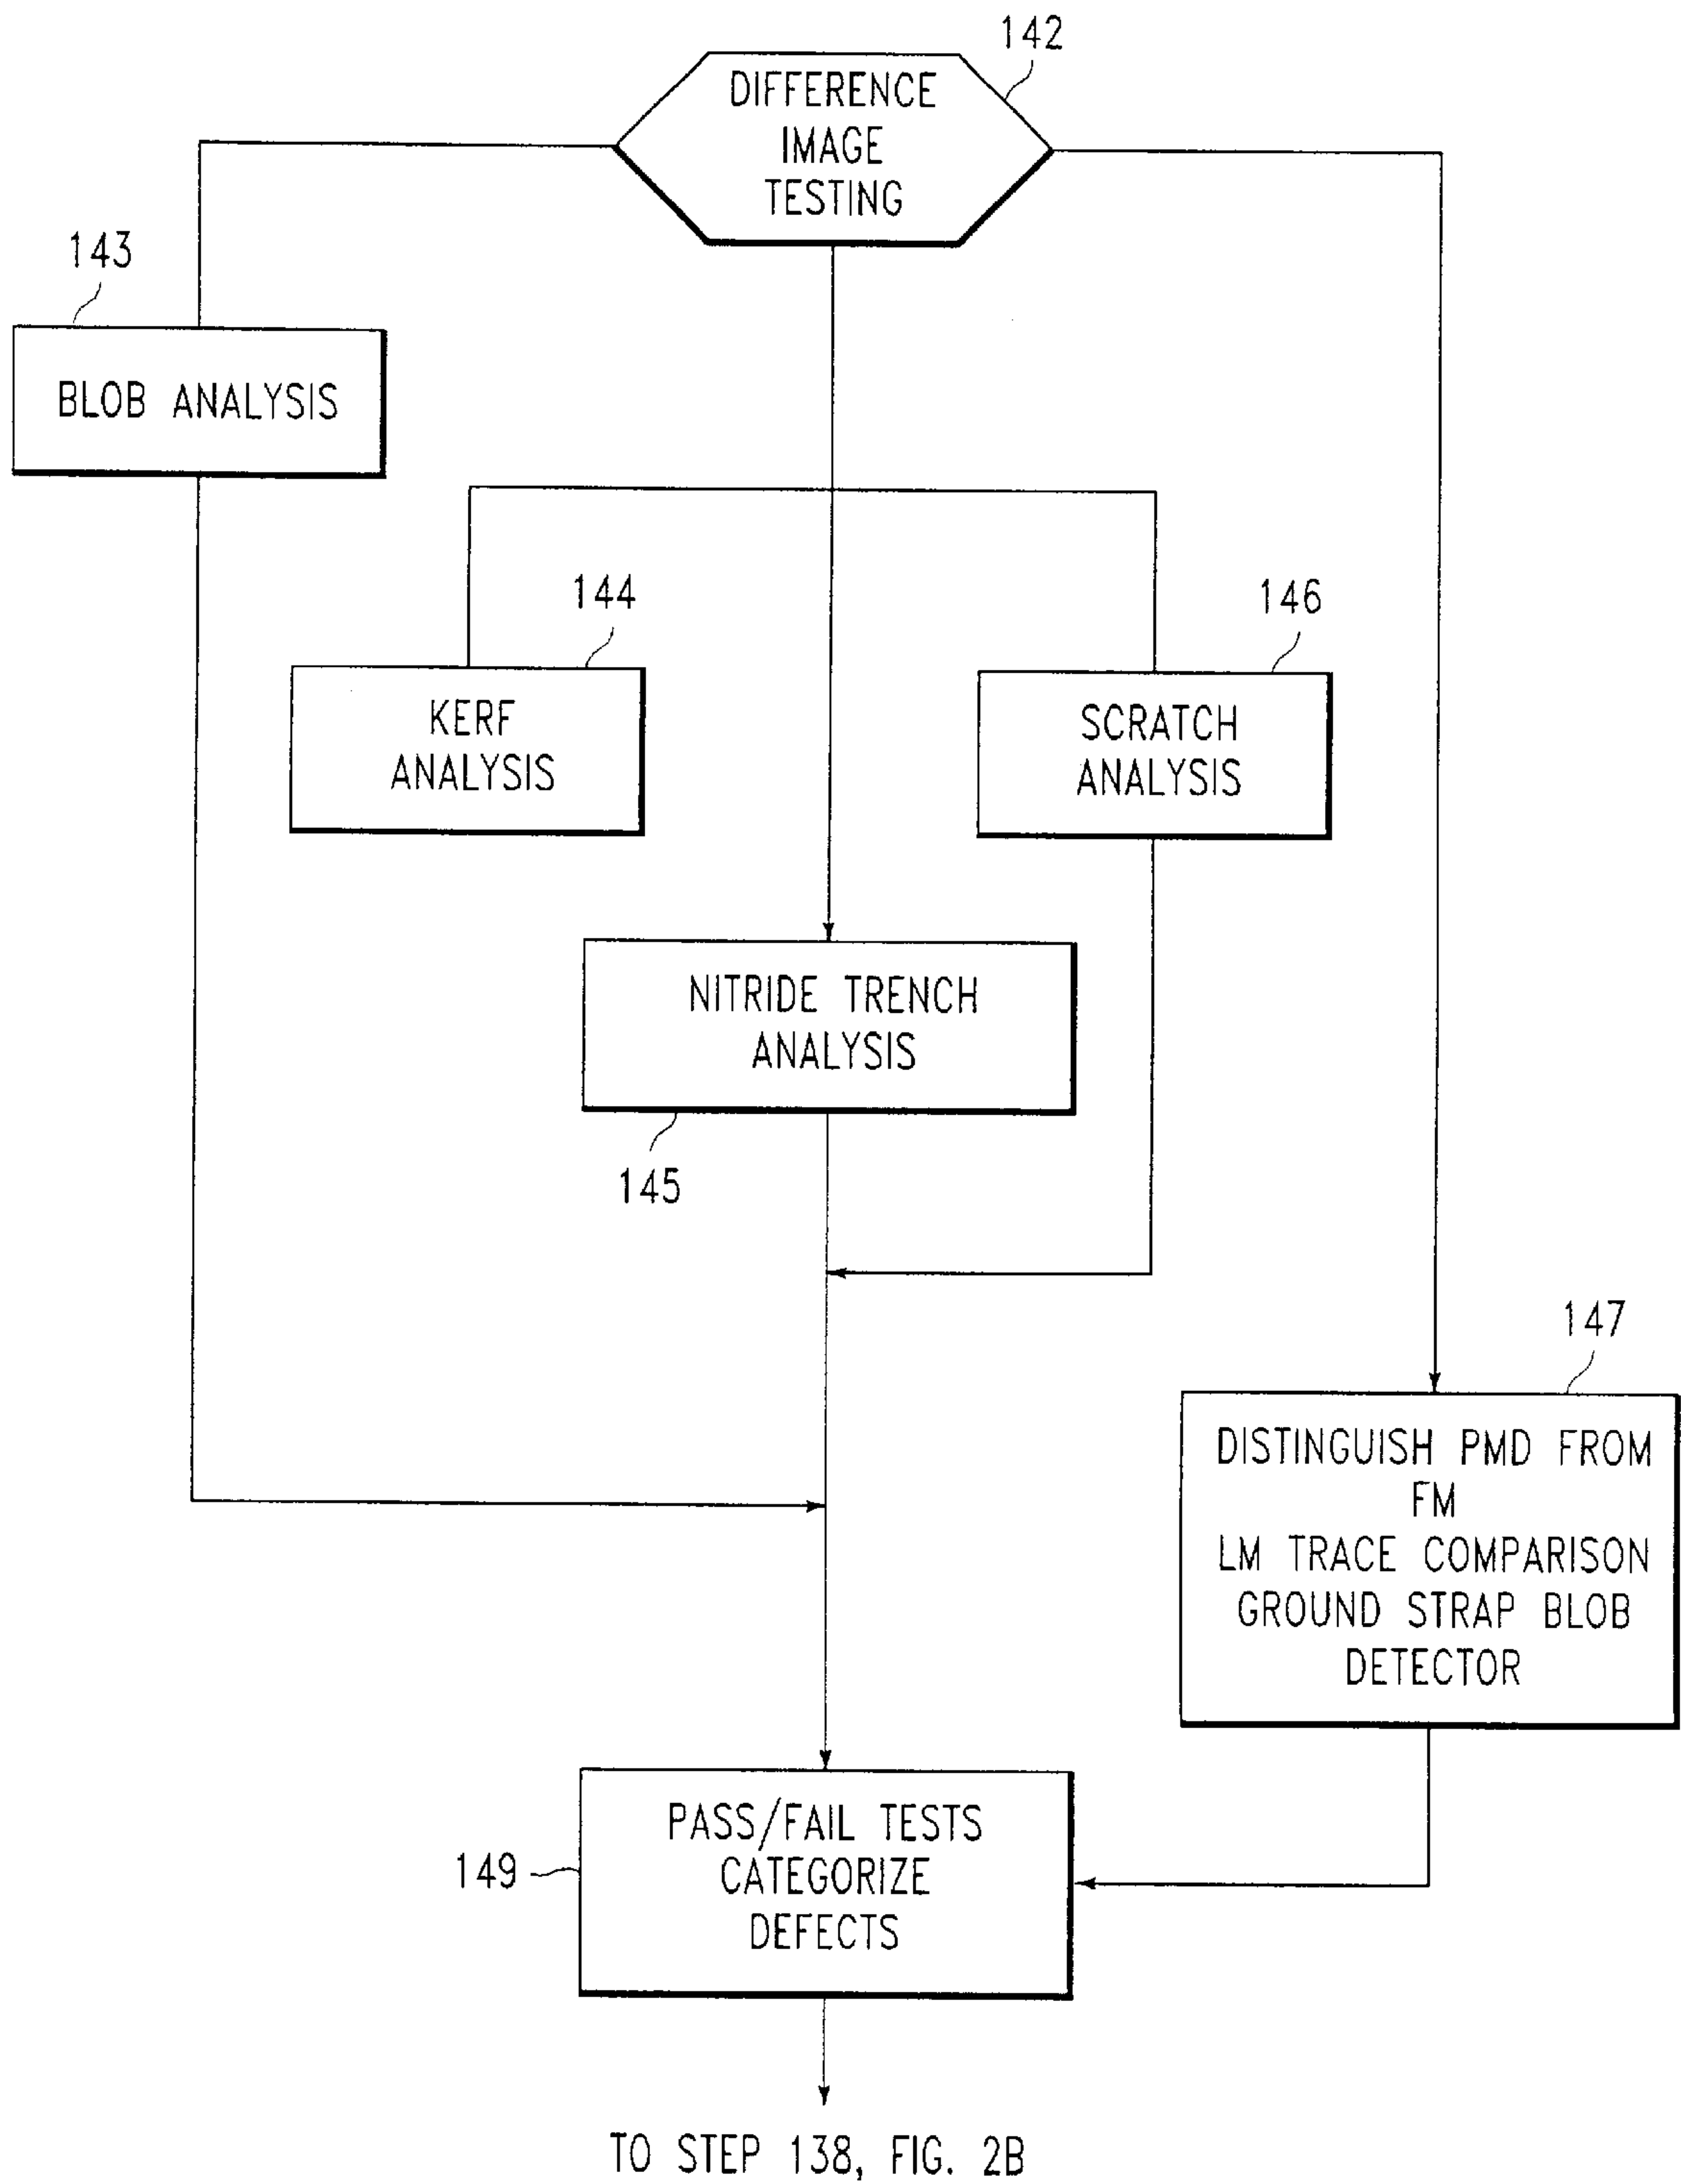 142
DIFFERENCE
IMAGE
TESTING
143
BLOB ANALYSIS
144
KERF
ANALYSIS
146
SCRATCH
ANALYSIS
NITRIDE TRENCH
ANALYSIS
145
147
DISTINGUISH PMD FROM
FM
LM TRACE COMPARISON
GROUND STRAP BLOB
DETECTOR
149
PASS/FAIL TESTS
CATEGORIZE
DEFECTS
TO STEP 138, FIG. 2B